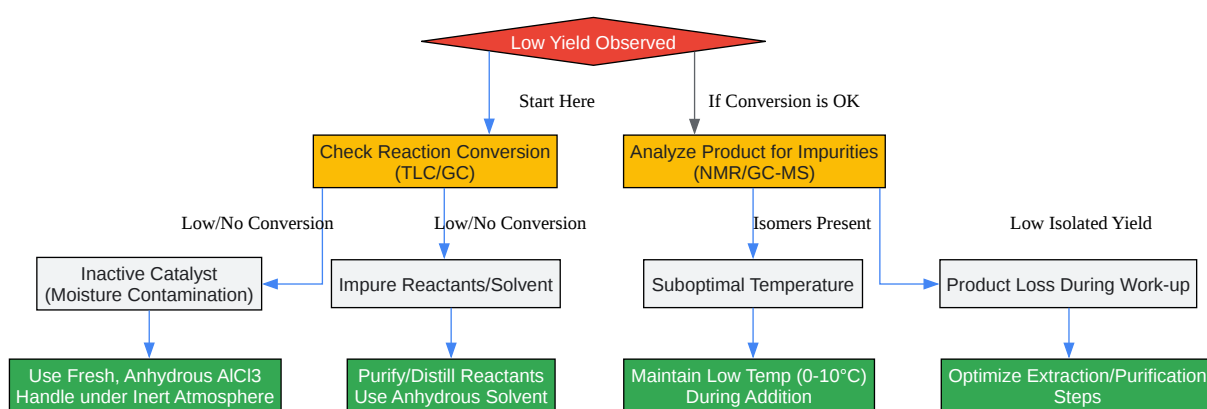 Low Yield Observed
Start Here
If Conversion is OK
Check Reaction Conversion
(TLC/GC)
Analyze Product for Impurities
(NMR/GC-MS)
Low/No Conversion
Low/No Conversion
Isomers Present
Low Isolated Yield
Inactive Catalyst
(Moisture Contamination)
Impure Reactants/Solvent
Suboptimal Temperature
Product Loss During Work-up
Use Fresh, Anhydrous AlCl3
Handle under Inert Atmosphere
Purify/Distill Reactants
Use Anhydrous Solvent
Maintain Low Temp (0-10°C)
During Addition
Optimize Extraction/Purification
Steps